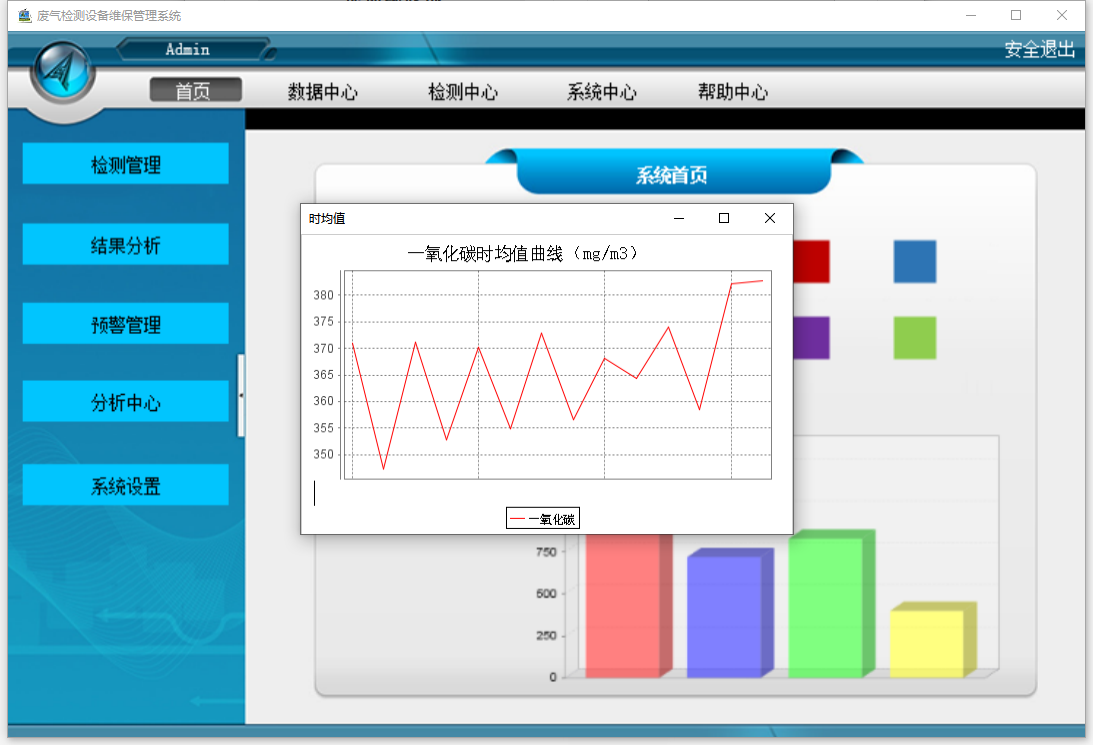 废气检测设备维保管理系统
Admin
安全退出
首页
数据中心
检测中心
系统中心
帮助中心
检测管理
结果分析
预警管理
分析中心
系统设置
系统首页
时均值
一氧化碳时均值曲线（mg/m3）
380
375
370
365
360
355
350
一氧化碳
750
500
250
0